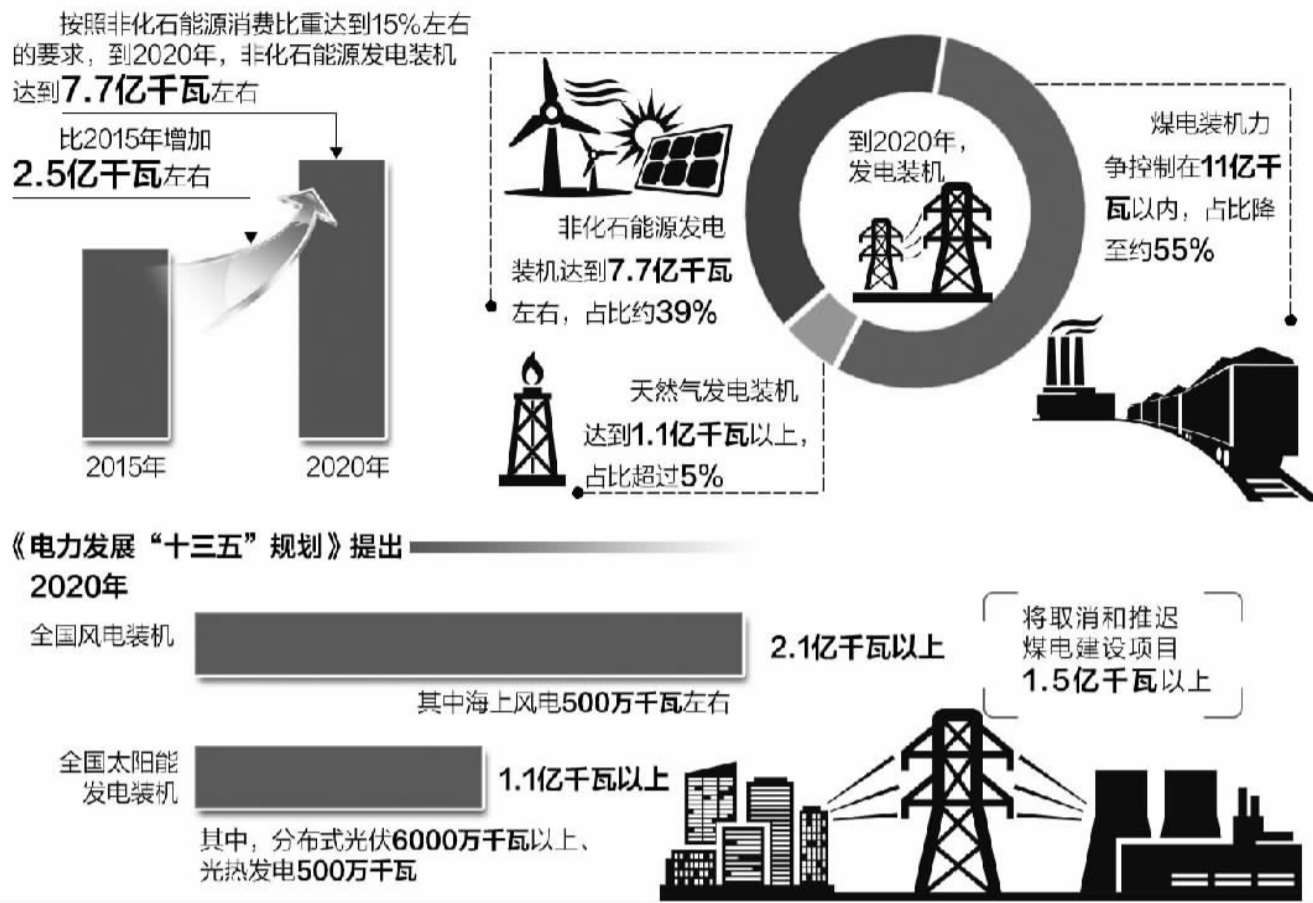 按照非化石能源消费比重达到15%左右
的要求，到2020年，非化石能源发电装机
达到7.7亿千瓦左右
比2015年增加
2.5亿千瓦左右
2015年
2020年
非化石能源发电
装机达到7.7亿千瓦
左右，占比约39%
到2020年，
发电装机
煤电装机力
争控制在11亿千
瓦以内，占比降
至约55%
天然气发电装机
达到1.1亿千瓦以上，
占比超过5%
《电力发展“十三五”规划》提出
2020年
全国风电装机
2.1亿千瓦以上
其中海上风电500万千瓦左右
全国太阳能
发电装机
1.1亿千瓦以上
其中，分布式光伏6000万千瓦以上、
光热发电500万千瓦
将取消和推迟
煤电建设项目
1.5亿千瓦以上